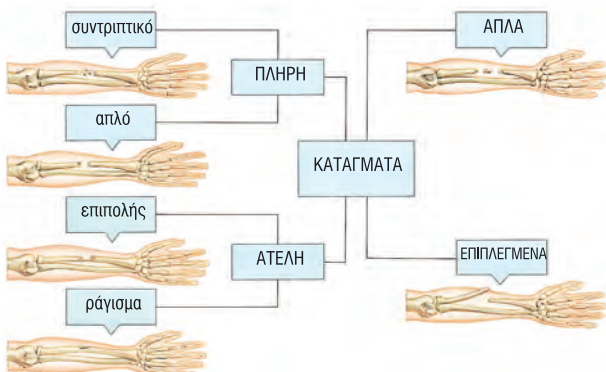 συντριπτικό
ΠΛΗΡΗ
απλό
επιπολής
ΑΤΕΛΗ
ράγισμα
ΚΑΤΑΓΜΑΤΑ
ΑΠΛΑ
ΕΠΙΠΛΕΓΜΕΝΑ